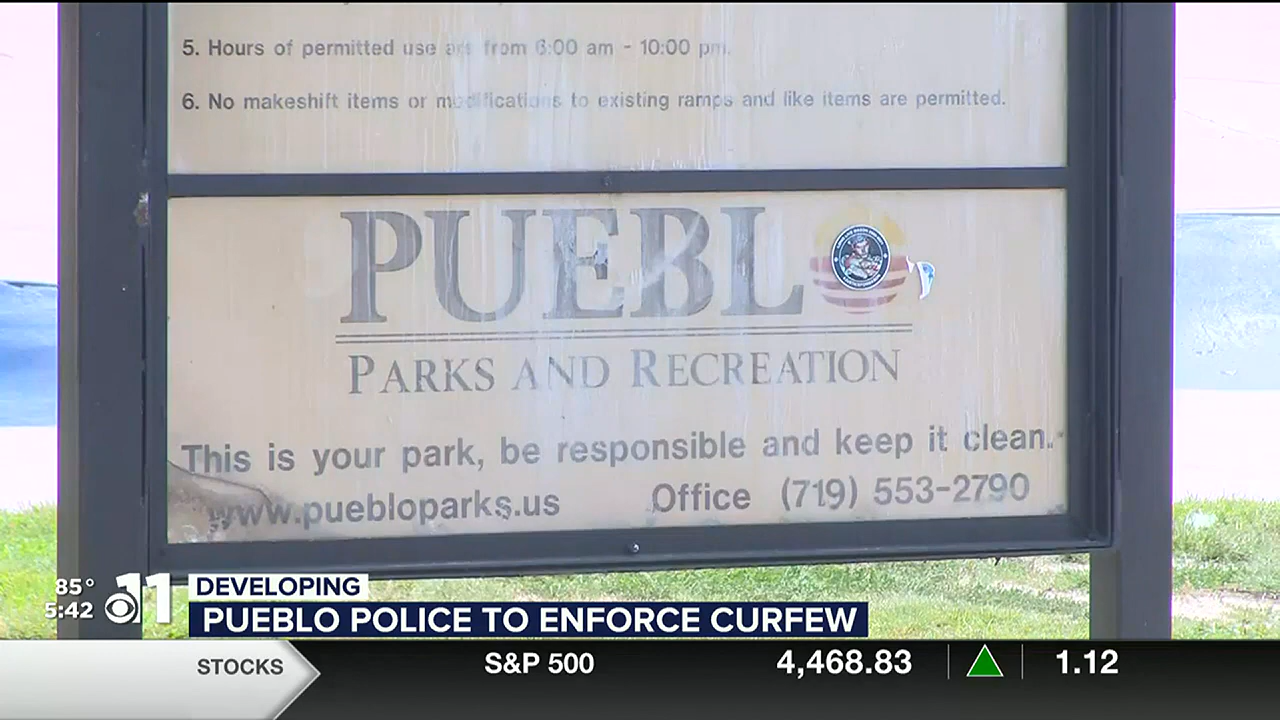 5. Hours of permitted use are from 6:00 am - 10:00 pm.
6. No makeshift items or modifications to existing ramps and like items are permitted.
PUEBLO
PARKS AND RECREATION
This is your park, be responsible and keep it clean.
www.puebloparks.us Office (719) 553-2790
85°
5:42
11
DEVELOPING
PUEBLO POLICE TO ENFORCE CURFEW
STOCKS S&P 500 4,468.83 1.12